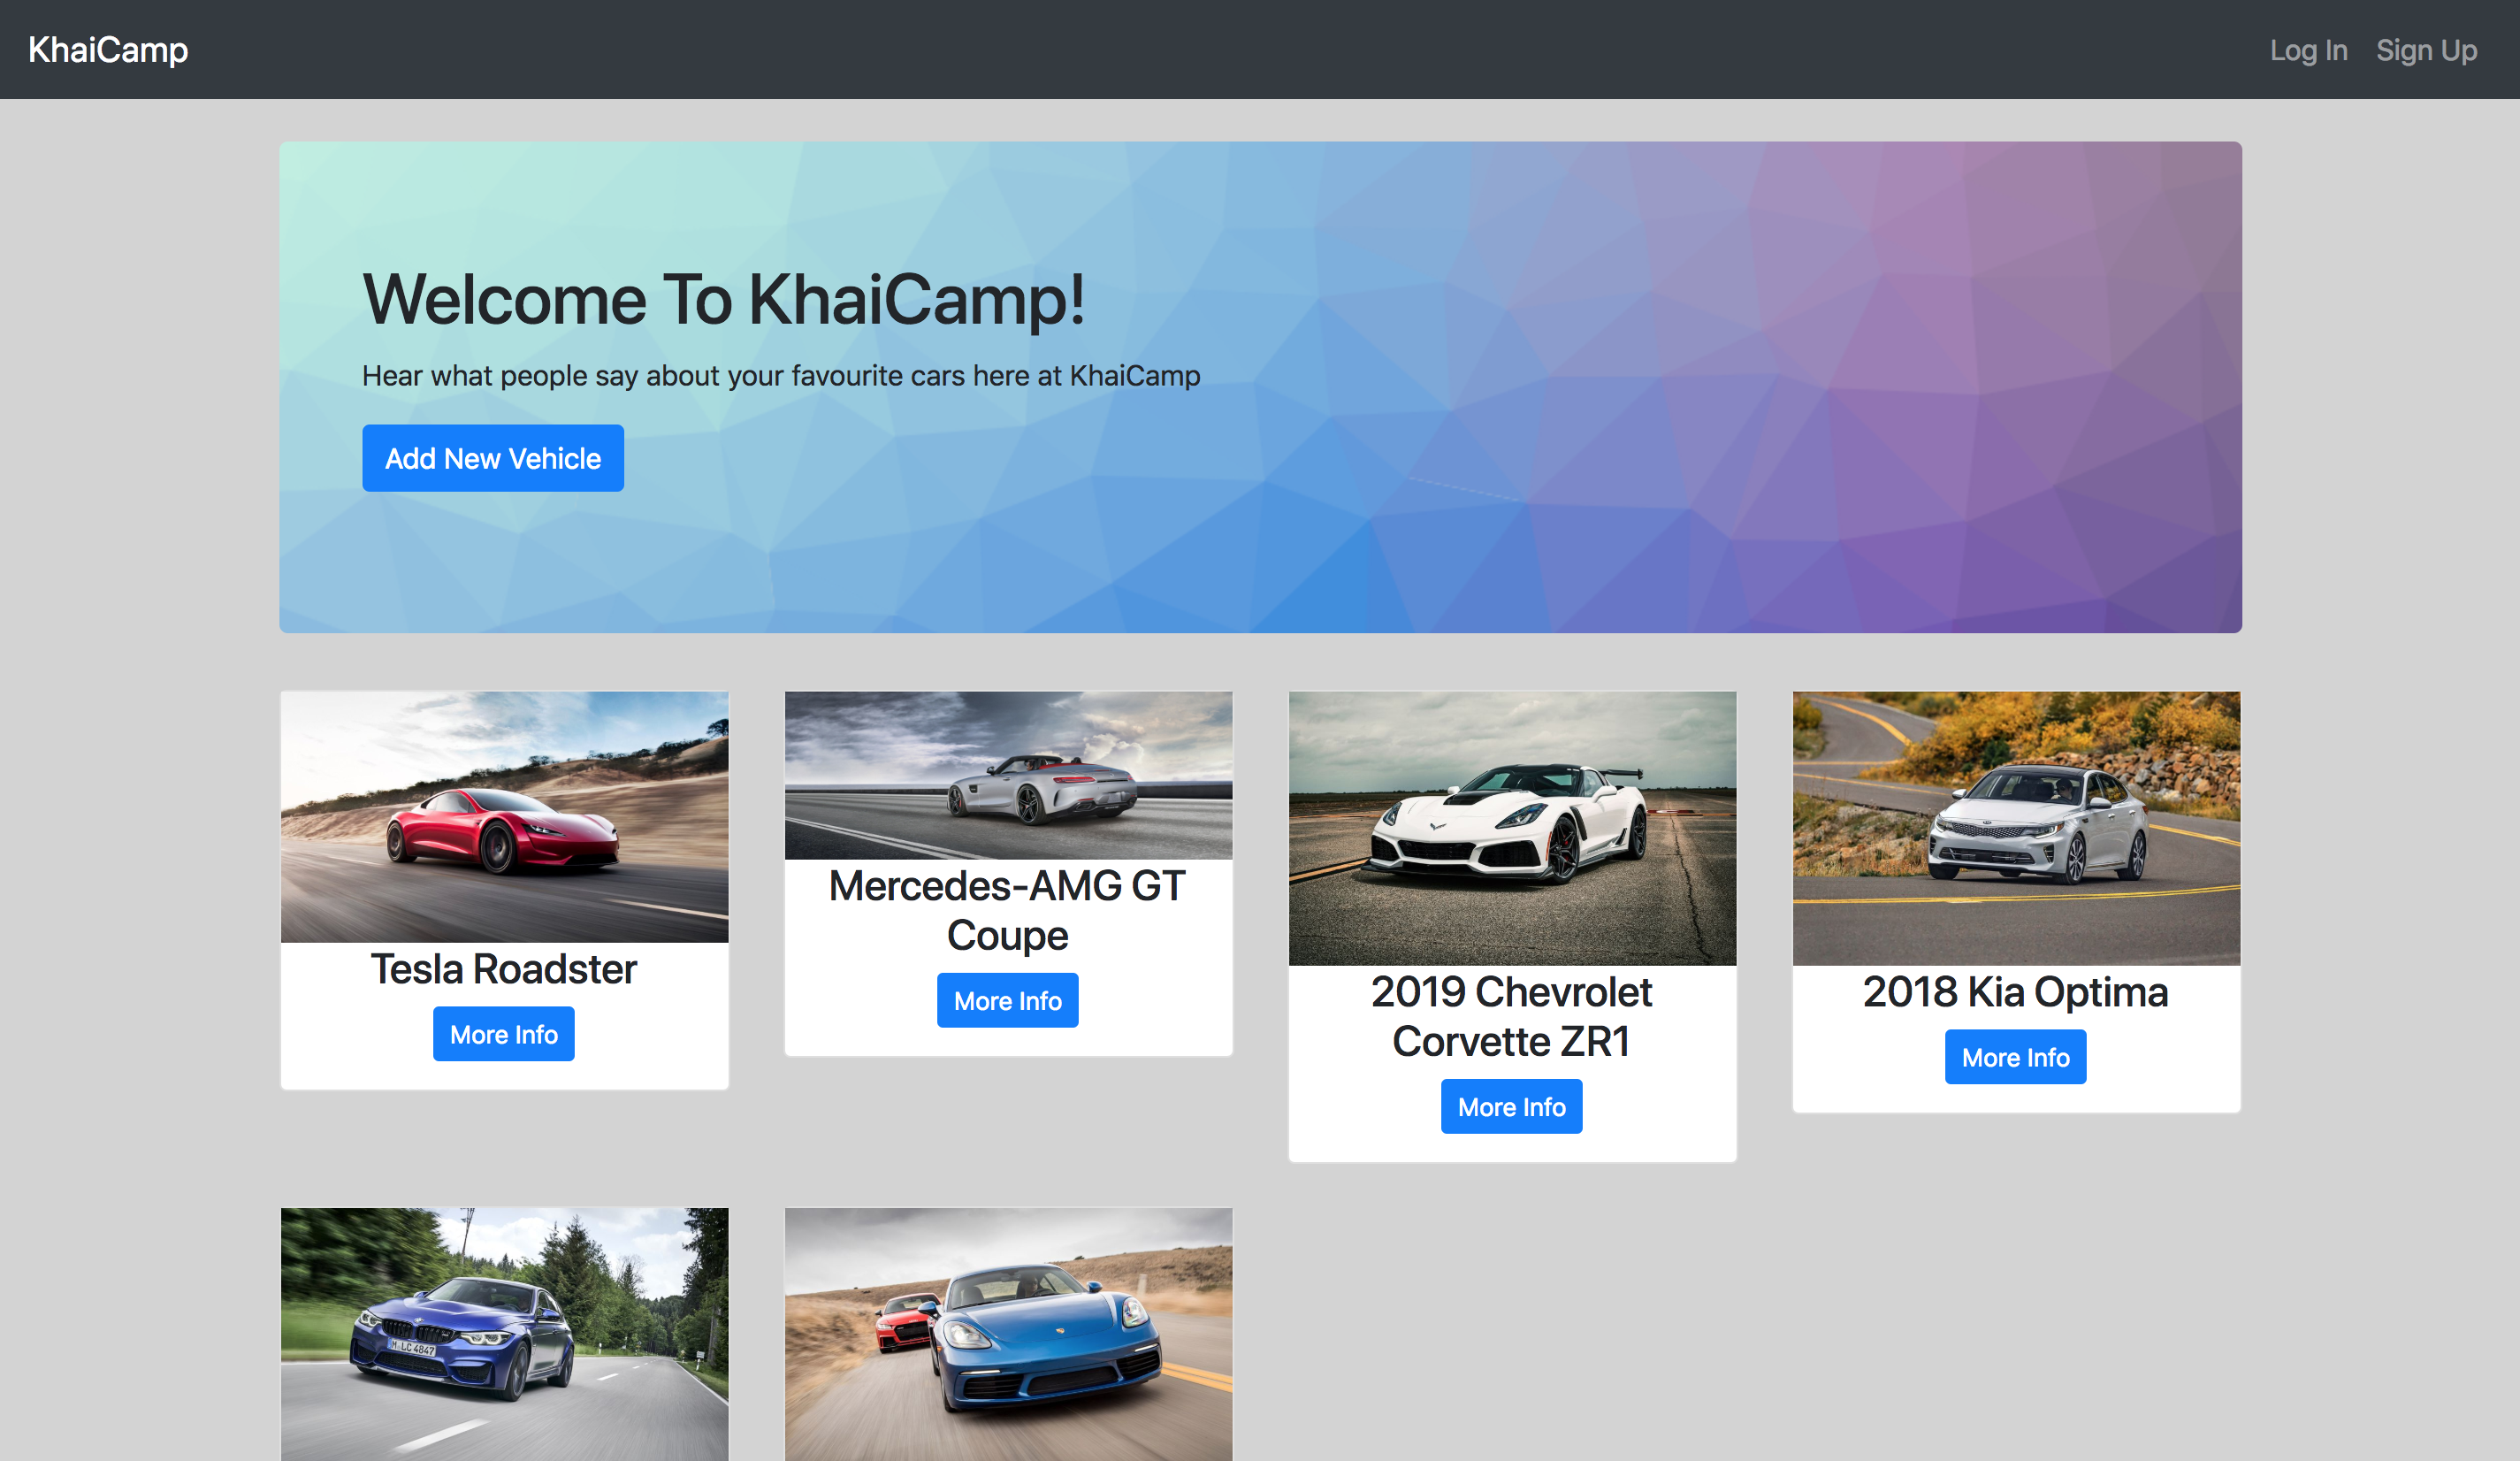 KhaiCamp
Log In
Sign Up
Welcome To KhaiCamp!
Hear what people say about your favourite cars here at KhaiCamp
Add New Vehicle
Tesla Roadster
More Info
Mercedes-AMG GT
Coupe
More Info
2019 Chevrolet
Corvette ZR1
More Info
2018 Kia Optima
More Info
M LC 4847